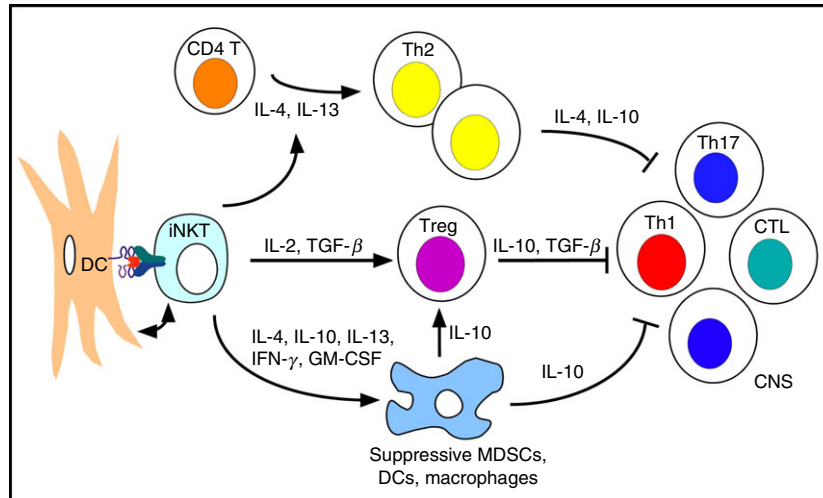 CD4 T
Th2
IL-4, IL-13
IL-4, IL-10
Th17
iNKT
DC
IL-2, TGF-β
Treg
IL-10, TGF-β
Th1
CTL
IL-4, IL-10, IL-13,
IFN-γ, GM-CSF
IL-10
IL-10
CNS
Suppressive MDSCs,
DCs, macrophages